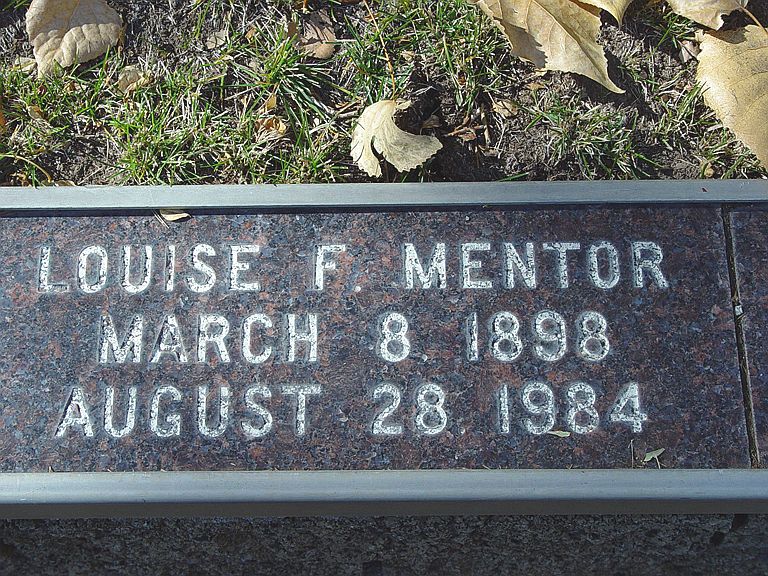 LOUISE F. MENTOR
MARCH 8 1898
AUGUST 28 1984